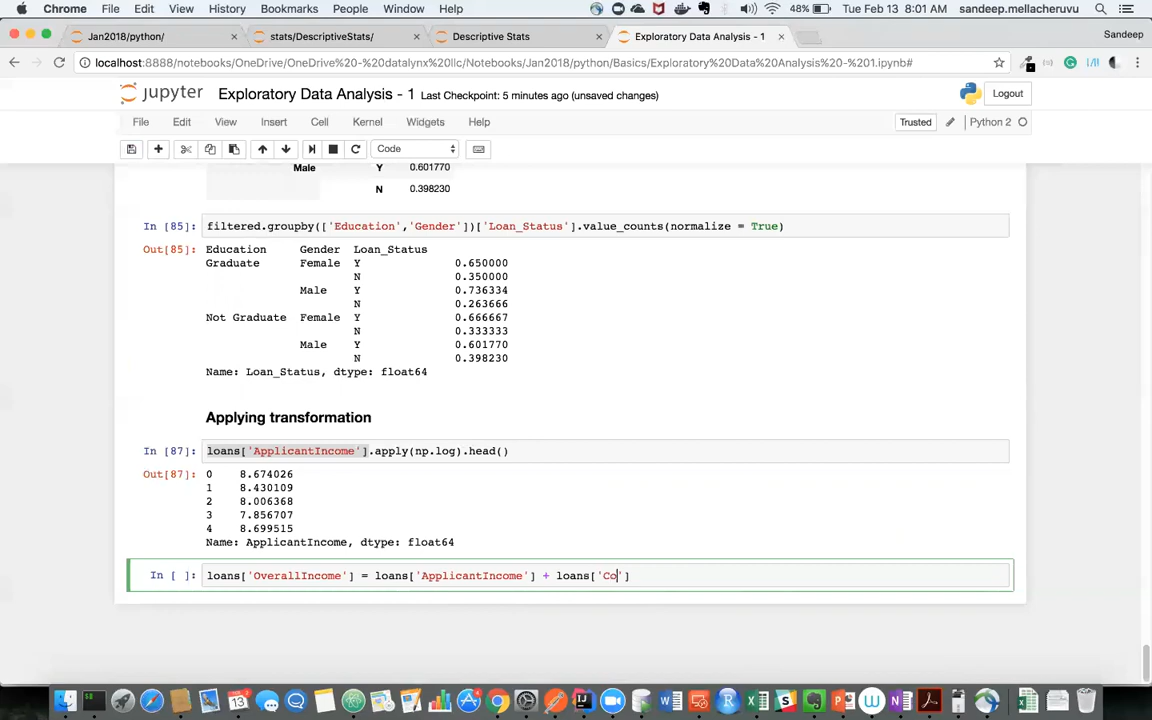 Chrome File Edit View History Bookmarks People Window Help 48% Tue Feb 13 8:01 AM sandeep.mellacheruvu
Jan2018/python/ stats/DescriptiveStats/ Descriptive Stats Exploratory Data Analysis - 1 Sandeep
localhost:8888/notebooks/OneDrive/OneDrive%20-%20datalynx%20llc/Notebooks/Jan2018/python/Basics/Exploratory%20Data%20Analysis%20-%201.ipynb#
jupyter Exploratory Data Analysis - 1 Last Checkpoint: 5 minutes ago (unsaved changes) Logout
File Edit View Insert Cell Kernel Widgets Help Trusted Python 2
Code
Male Y 0.601770
N 0.398230
In [85]: filtered.groupby(['Education','Gender'])['Loan_Status'].value_counts(normalize = True)
Out[85]: Education Gender Loan_Status
Graduate Female Y 0.650000
N 0.350000
Male Y 0.736334
N 0.263666
Not Graduate Female Y 0.666667
N 0.333333
Male Y 0.601770
N 0.398230
Name: Loan_Status, dtype: float64
Applying transformation
In [87]: loans['ApplicantIncome'].apply(np.log).head()
Out[87]: 0 8.674026
1 8.430109
2 8.006368
3 7.856707
4 8.699515
Name: ApplicantIncome, dtype: float64
In [ ]: loans['OverallIncome'] = loans['ApplicantIncome'] + loans['Co']